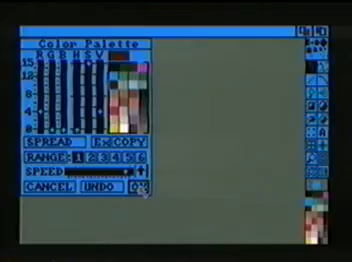 Color Palette
R G B H S V
15
12
8
4
0
SPREAD Ex COPY
RANGE: 1 2 3 4 5 6
SPEED
CANCEL UNDO OK
A